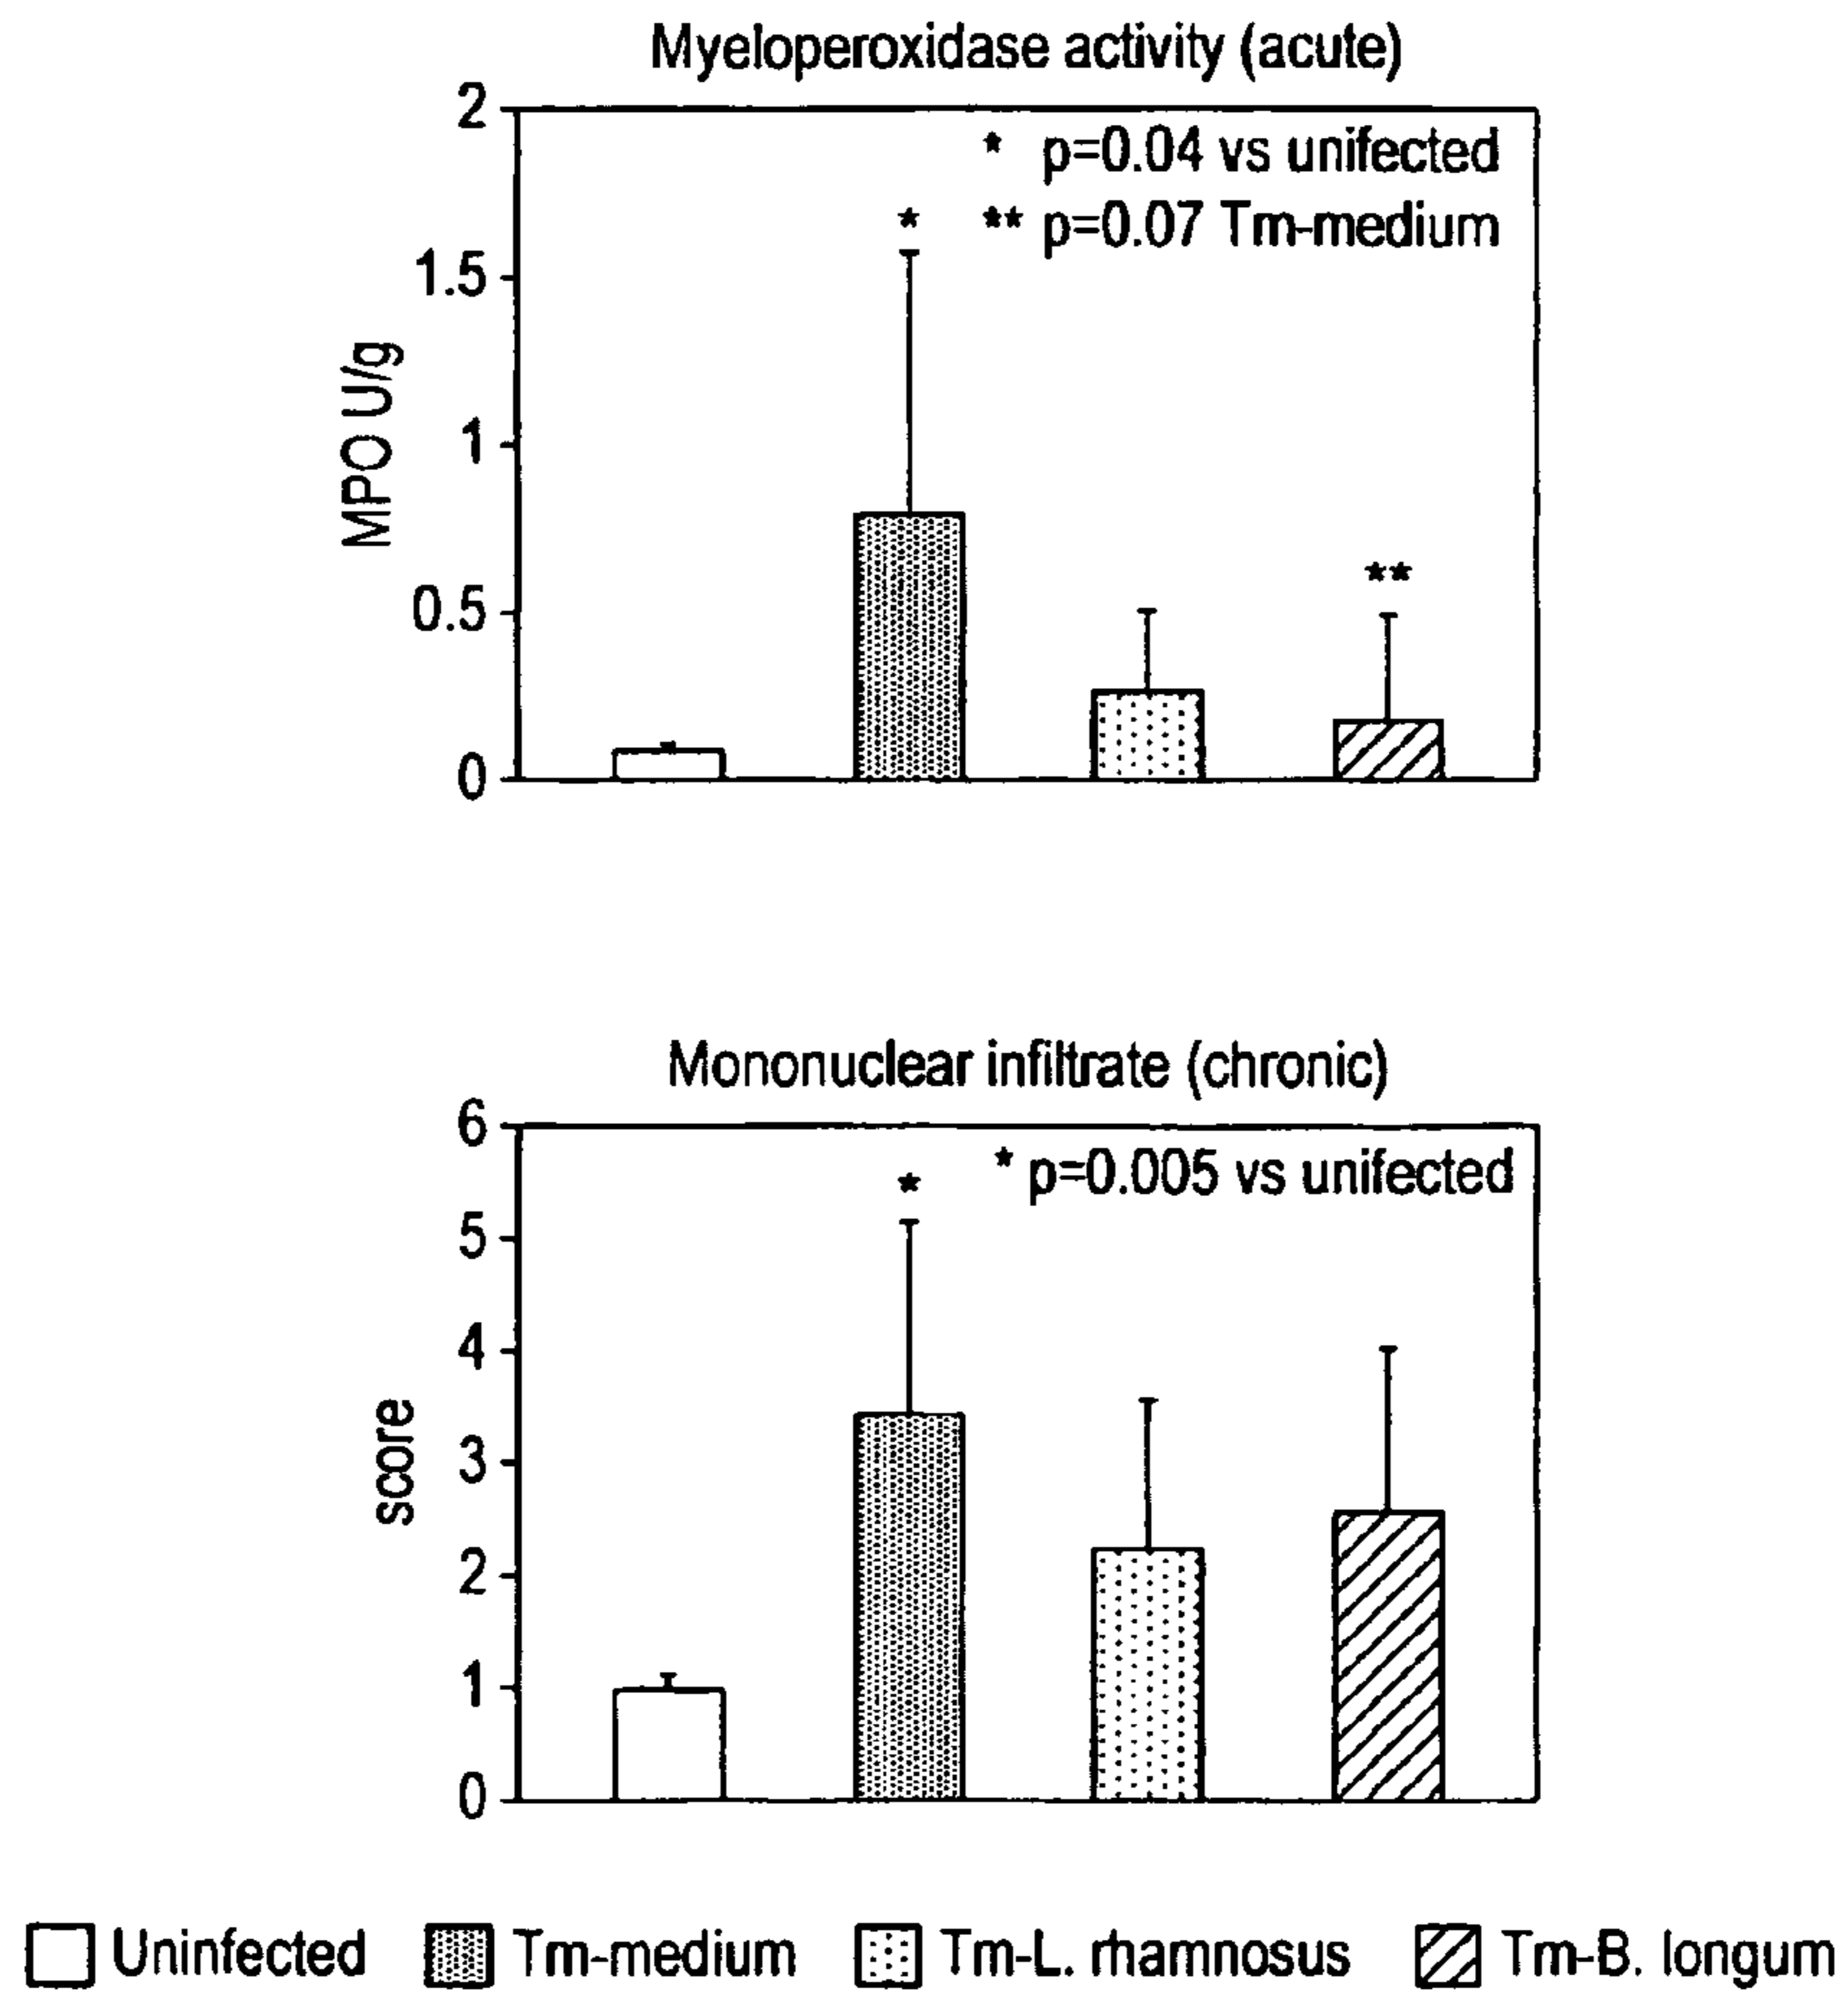 Myeloperoxidase activity (acute)
2
* p=0.04 vs unifected
*
** p=0.07 Tm-medium
1.5
MPO U/g
1
**
0.5
0
Mononuclear infiltrate (chronic)
6
* p=0.005 vs unifected
*
5
4
score
3
2
1
0
Uninfected Tm-medium Tm-L. rhamnosus Tm-B. longum